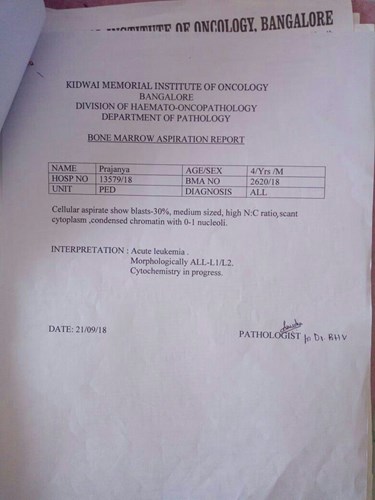 INSTITUTE OF ONCOLOGY, BANGALORE
KIDWAI MEMORIAL INSTITUTE OF ONCOLOGY
BANGALORE
DIVISION OF HAEMATO-ONCOPATHOLOGY
DEPARTMENT OF PATHOLOGY
BONE MARROW ASPIRATION REPORT
NAME Prajanya AGE/SEX 4/Yrs /M
HOSP NO 13579/18 BMA NO 2620/18
UNIT PED DIAGNOSIS ALL
Cellular aspirate show blasts-30%, medium sized, high N:C ratio,scant
cytoplasm ,condensed chromatin with 0-1 nucleoli.
INTERPRETATION : Acute leukemia .
Morphologically ALL-L1/L2.
Cytochemistry in progress.
DATE: 21/09/18
PATHOLOGIST